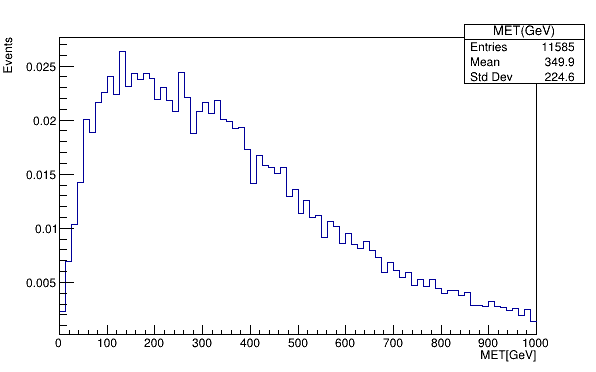 MET(GeV)
Entries 11585
Mean 349.9
Std Dev 224.6
Events
0.025
0.02
0.015
0.01
0.005
0 100 200 300 400 500 600 700 800 900 1000
MET[GeV]